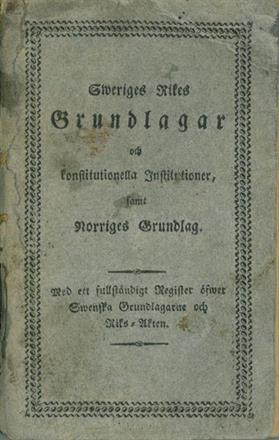 Sweriges Rikes
Grundlagar
och
konstitutionella Institutioner,
samt
Norriges Grundlag.
Med ett fullständigt Register öfwer
Swenska Grundlagarne och
Riks-Akten.